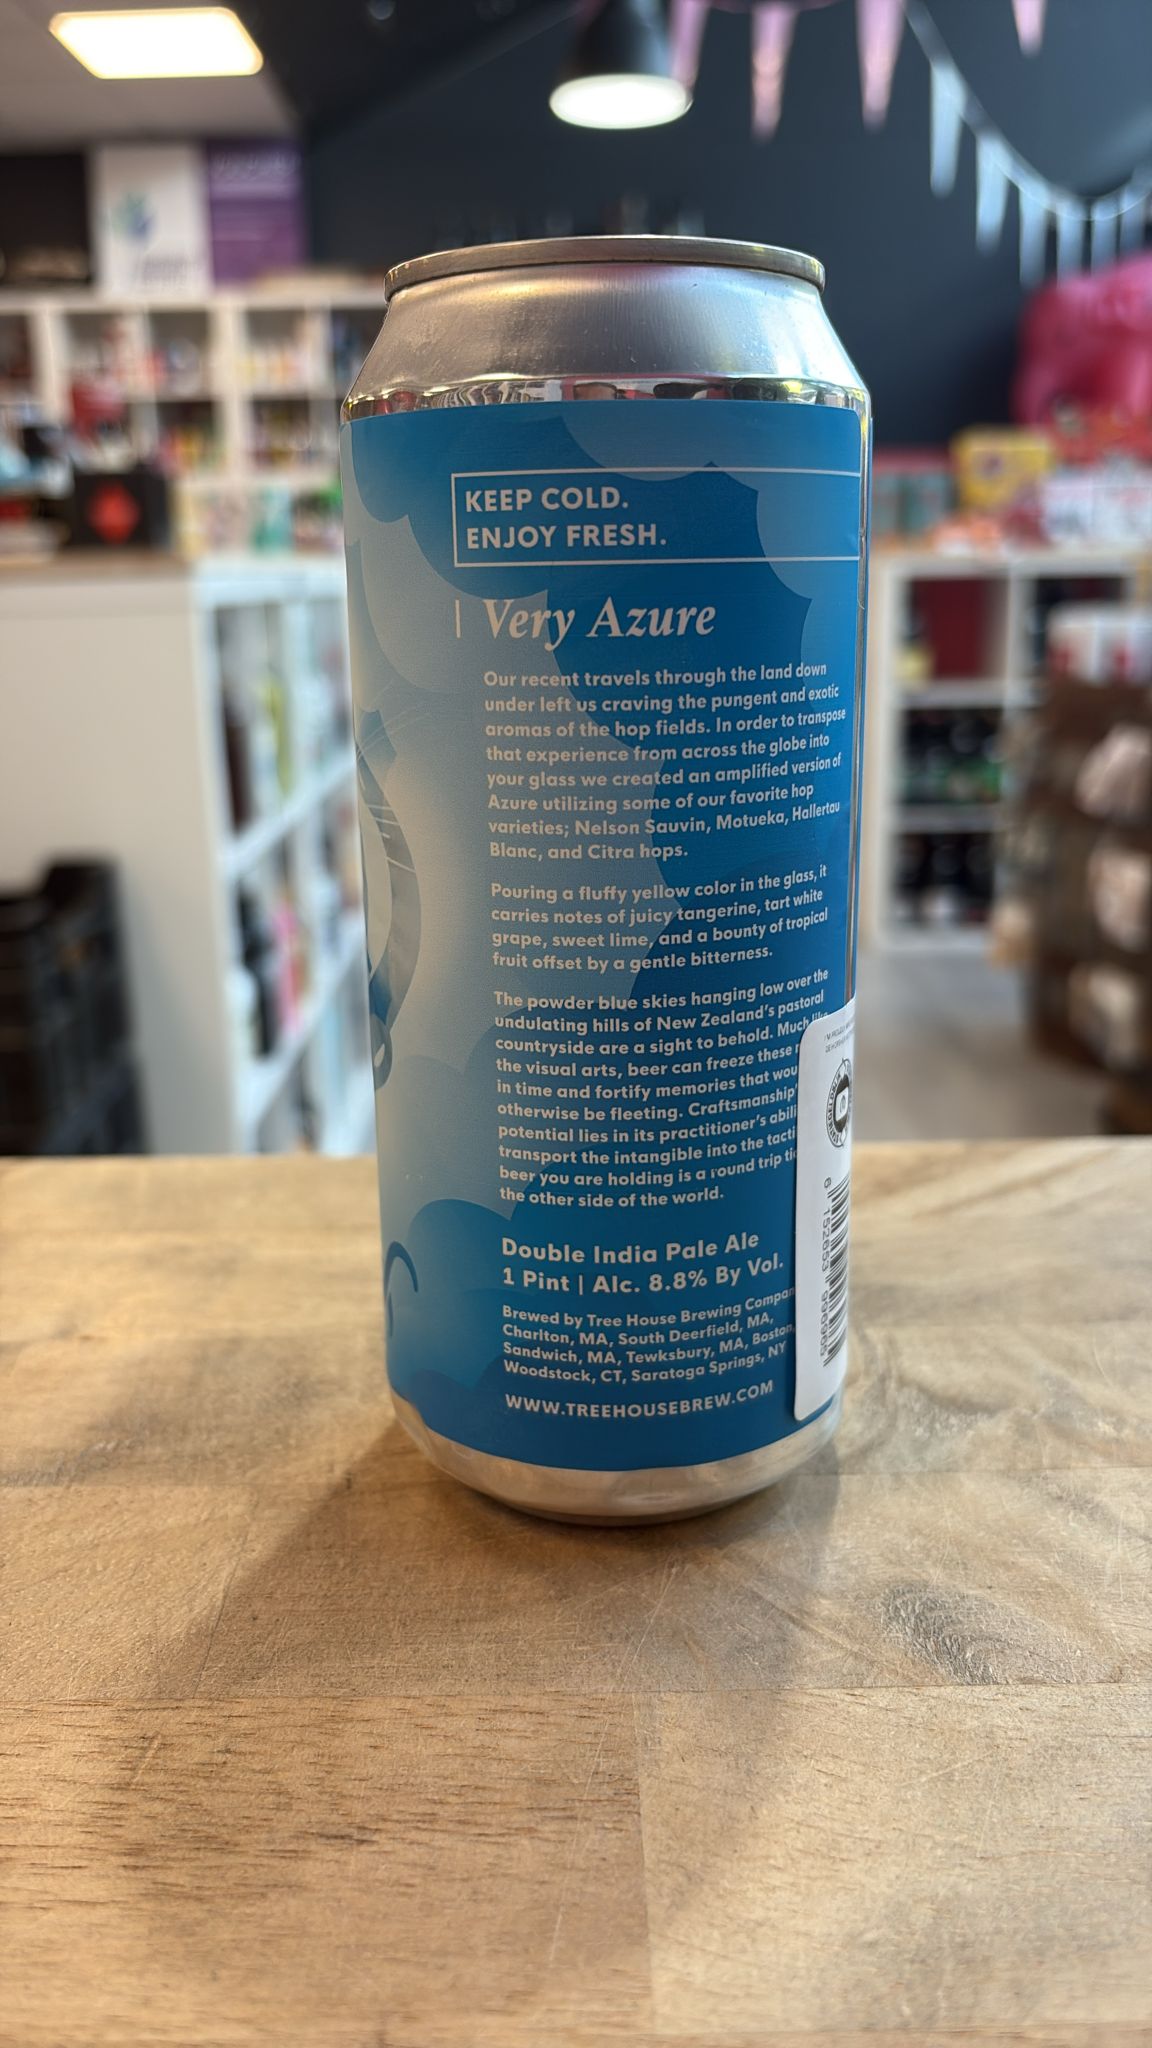 KEEP COLD.
ENJOY FRESH.
Very Azure
Our recent travels through the land down
under left us craving the pungent and exotic
aromas of the hop fields. In order to transpose
that experience from across the globe into
your glass we created an amplified version of
Azure utilizing some of our favorite hop
varieties; Nelson Sauvin, Motueka, Hallertau
Blanc, and Citra hops.
Pouring a fluffy yellow color in the glass, it
carries notes of juicy tangerine, tart white
grape, sweet lime, and a bounty of tropical
fruit offset by a gentle bitterness.
The powder blue skies hanging low over the
undulating hills of New Zealand's pastoral
countryside are a sight to behold. Much like
the visual arts, beer can freeze these
in time and fortify memories that
otherwise be fleeting. Craftsmanship'
potential lies in its practitioner's
transport the intangible into the
beer you are holding is a round trip
the other side of the world.
Double India Pale Ale
1 Pint | Alc. 8.8% By Vol.
Brewed by Tree House Brewing Compan
Charlton, MA, South Deerfield, MA,
Sandwich, MA, Tewksbury, MA, Boston,
Woodstock, CT, Saratoga Springs, NY
WWW.TREEHOUSEBREW.COM